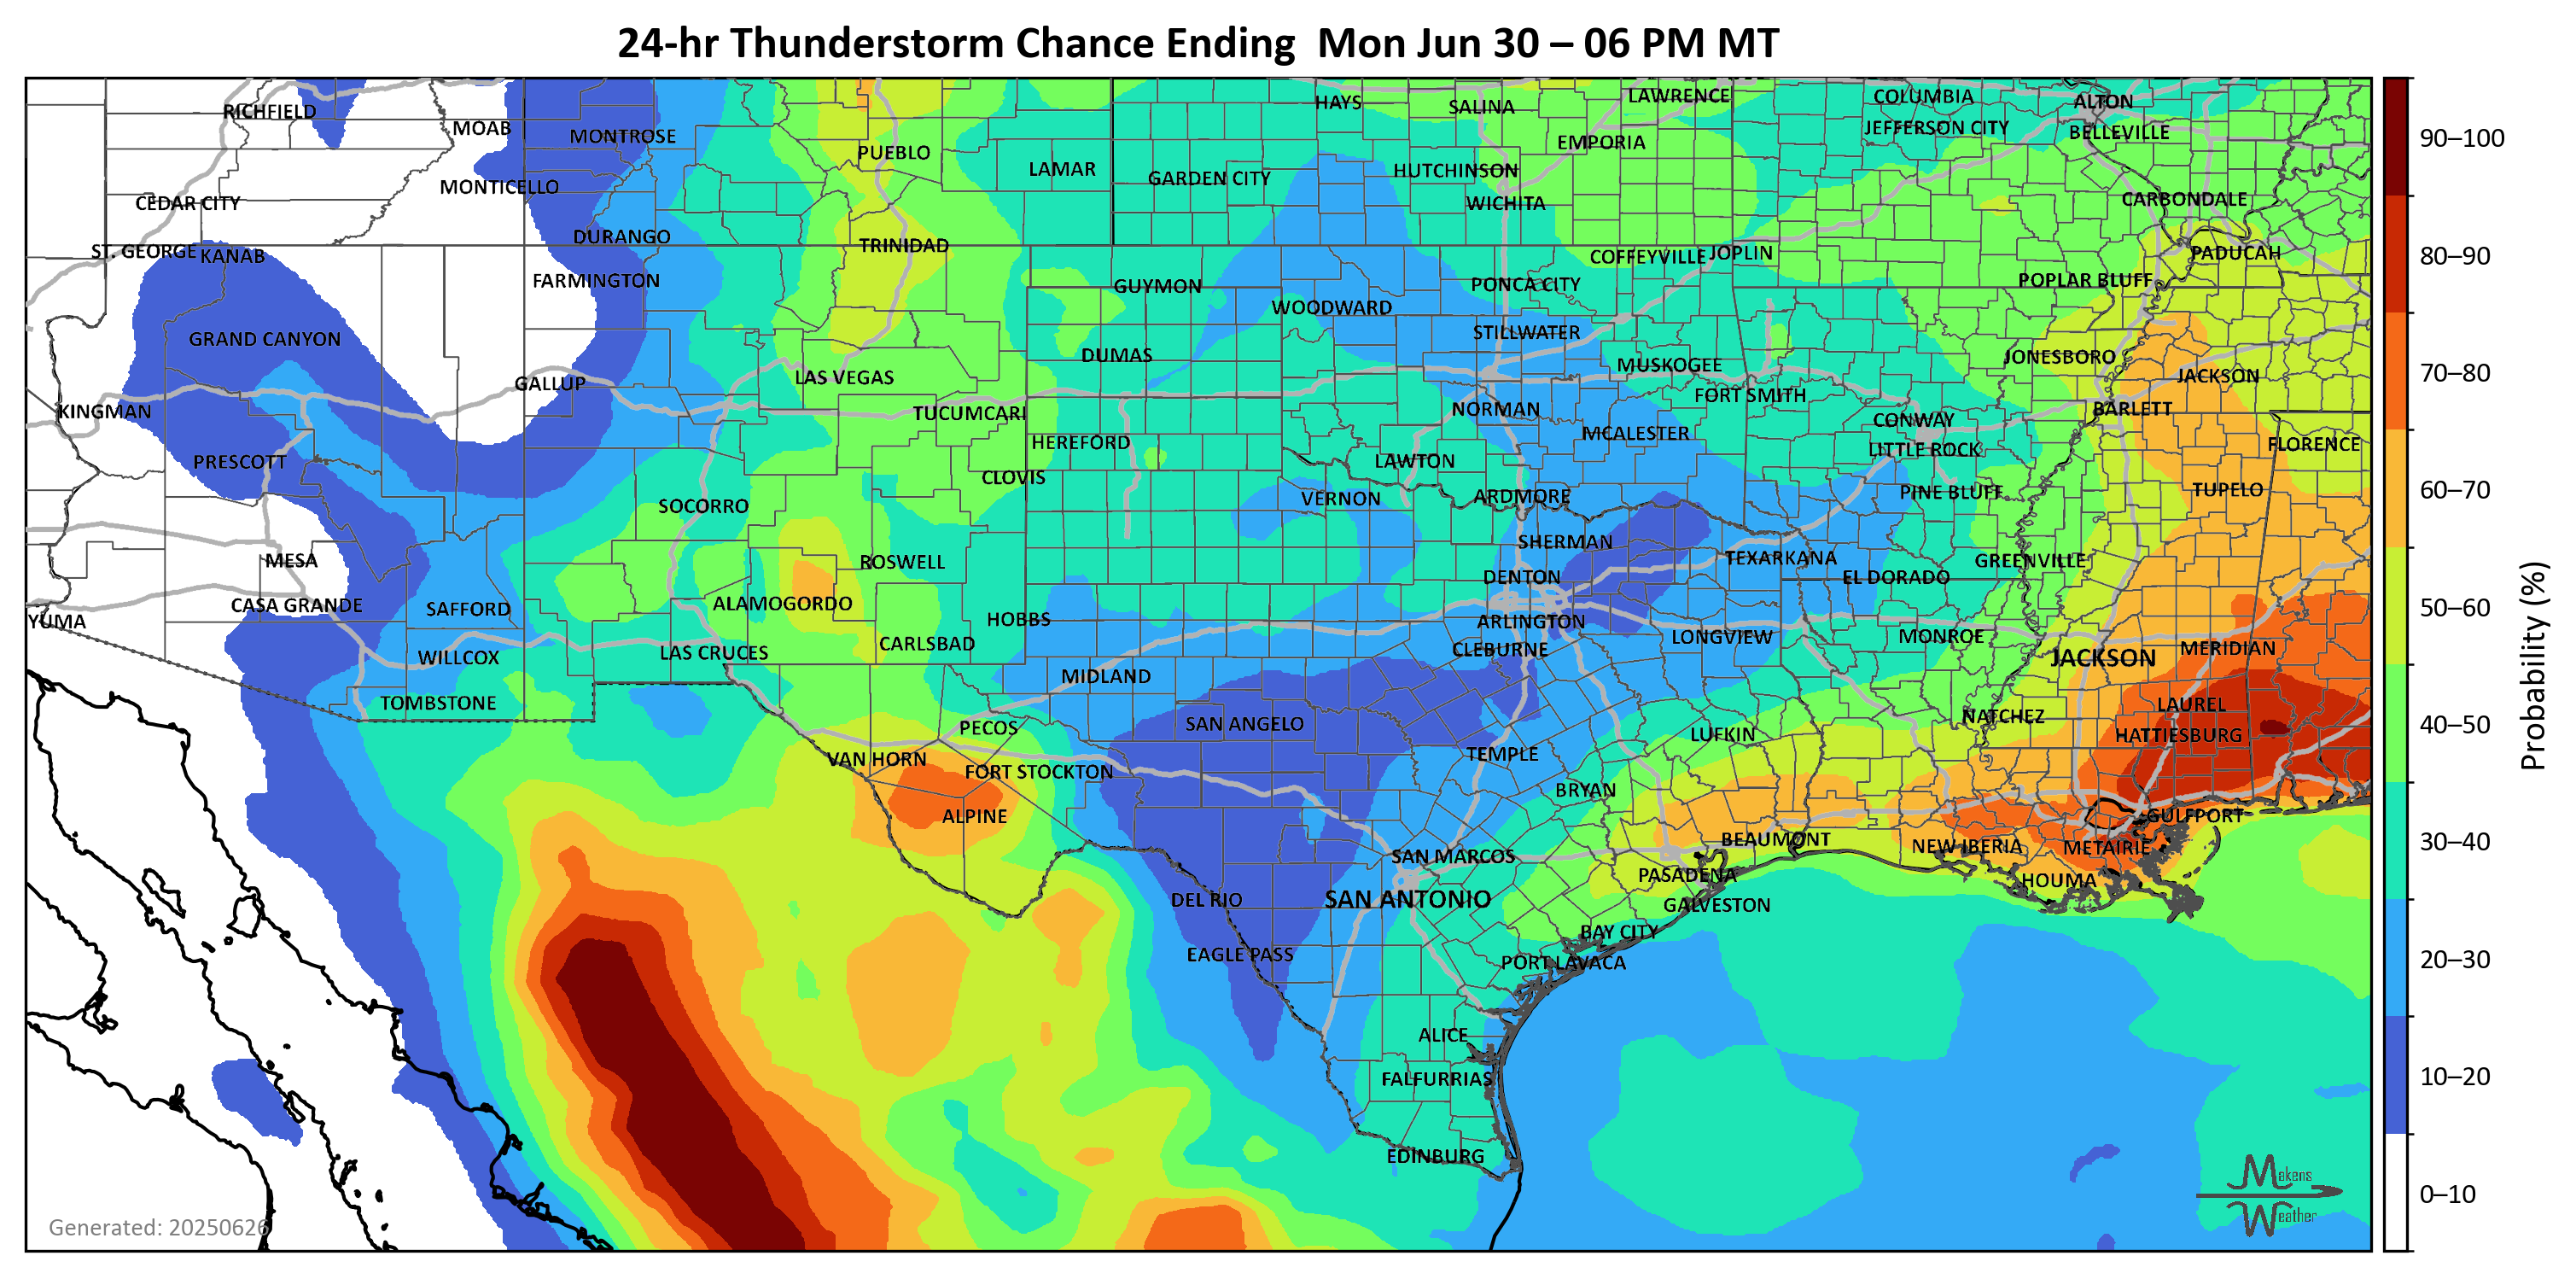 24-hr Thunderstorm Chance Ending  Mon Jun 30 – 06 PM MT
RICHFIELD
MOAB
MONTROSE
PUEBLO
LAMAR
HAYS
SALINA
LAWRENCE
COLUMBIA
ALTON
JEFFERSON CITY
BELLEVILLE
EMPORIA
HUTCHINSON
GARDEN CITY
MONTICELLO
CEDAR CITY
WICHITA
CARBONDALE
ST. GEORGE
KANAB
DURANGO
TRINIDAD
COFFEYVILLE
JOPLIN
PADUCAH
FARMINGTON
GUYMON
PONCA CITY
POPLAR BLUFF
WOODWARD
GRAND CANYON
STILLWATER
DUMAS
MUSKOGEE
JONESBORO
GALLUP
LAS VEGAS
JACKSON
FORT SMITH
KINGMAN
TUCUMCARI
NORMAN
BARLETT
CONWAY
HEREFORD
MCALESTER
LITTLE ROCK
FLORENCE
PRESCOTT
CLOVIS
LAWTON
SOCORRO
VERNON
ARDMORE
PINE BLUFF
TUPELO
MESA
ROSWELL
SHERMAN
TEXARKANA
GREENVILLE
DENTON
EL DORADO
CASA GRANDE
SAFFORD
ALAMOGORDO
YUMA
HOBBS
ARLINGTON
LONGVIEW
MONROE
WILLCOX
LAS CRUCES
CARLSBAD
CLEBURNE
JACKSON
MERIDIAN
TOMBSTONE
MIDLAND
LAUREL
SAN ANGELO
PECOS
NATCHEZ
LUFKIN
HATTIESBURG
VAN HORN
FORT STOCKTON
TEMPLE
BRYAN
ALPINE
GULFPORT
BEAUMONT
NEW IBERIA
METAIRIE
SAN MARCOS
PASADENA
HOUMA
DEL RIO
SAN ANTONIO
GALVESTON
BAY CITY
EAGLE PASS
PORT LAVACA
ALICE
FALFURRIAS
EDINBURG
Generated: 20250626
Makens
Weather
90–100
80–90
70–80
60–70
50–60
40–50
30–40
20–30
10–20
0–10
Probability (%)